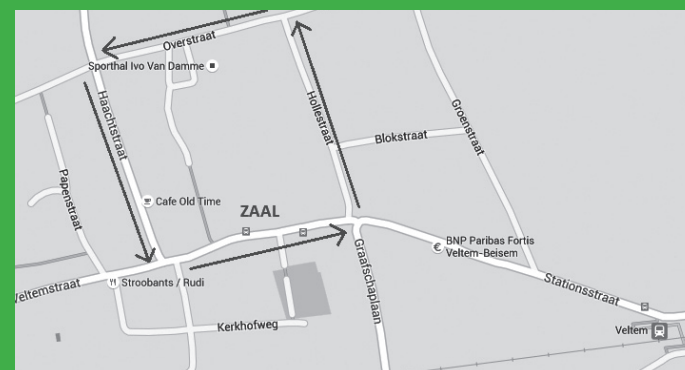 Overstraat
Sporthal Ivo Van Damme
Haachtstraat
Hollestraat
Groenstraat
Blokstraat
Papenstraat
Cafe Old Time
ZAAL
BNP Paribas Fortis
Veltem-Beisem
Graafschaplaan
Stationsstraat
Veltemstraat
Stroobants / Rudi
Kerkhofweg
Veltem